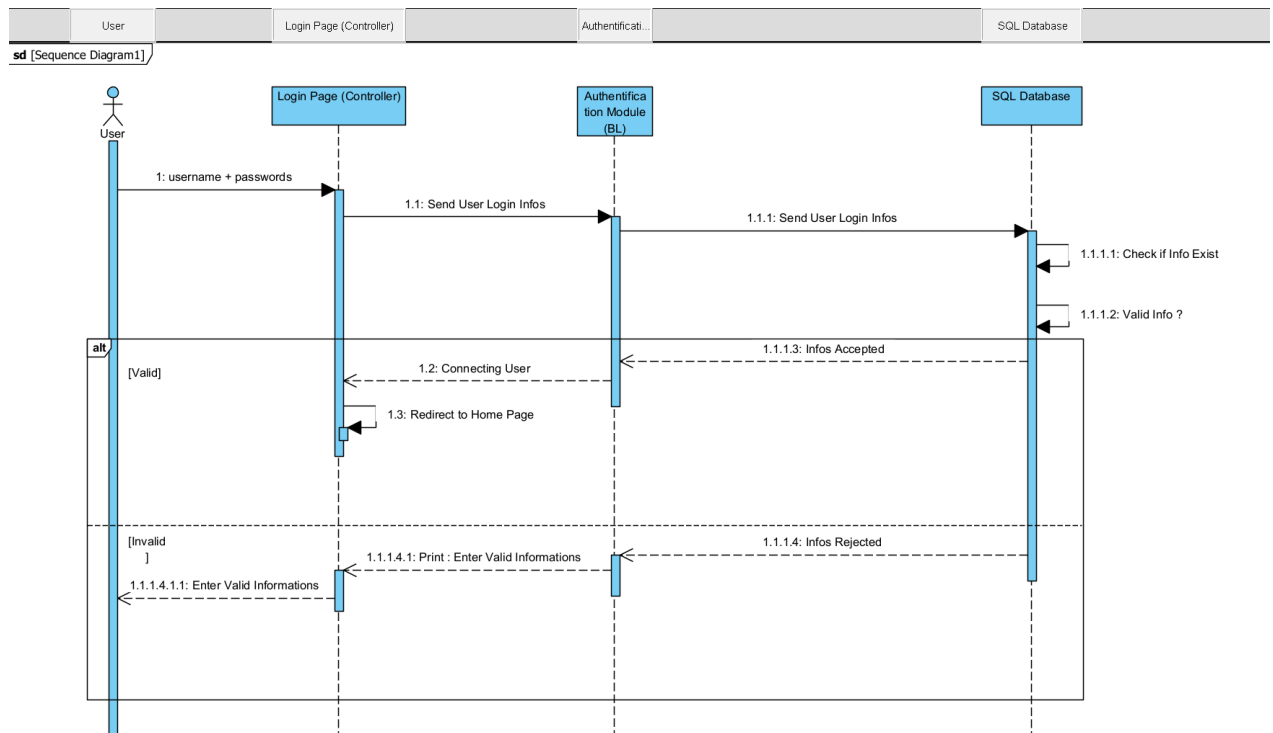 User
Login Page (Controller)
Authentificati...
SQL Database
sd [Sequence Diagram1]
User
Login Page (Controller)
Authentifica
tion Module
(BL)
SQL Database
1: username + passwords
1.1: Send User Login Infos
1.1.1: Send User Login Infos
1.1.1.1: Check if Info Exist
1.1.1.2: Valid Info ?
alt
[Valid]
1.1.1.3: Infos Accepted
1.2: Connecting User
1.3: Redirect to Home Page
[Invalid
]
1.1.1.4: Infos Rejected
1.1.1.4.1: Print : Enter Valid Informations
1.1.1.4.1.1: Enter Valid Informations